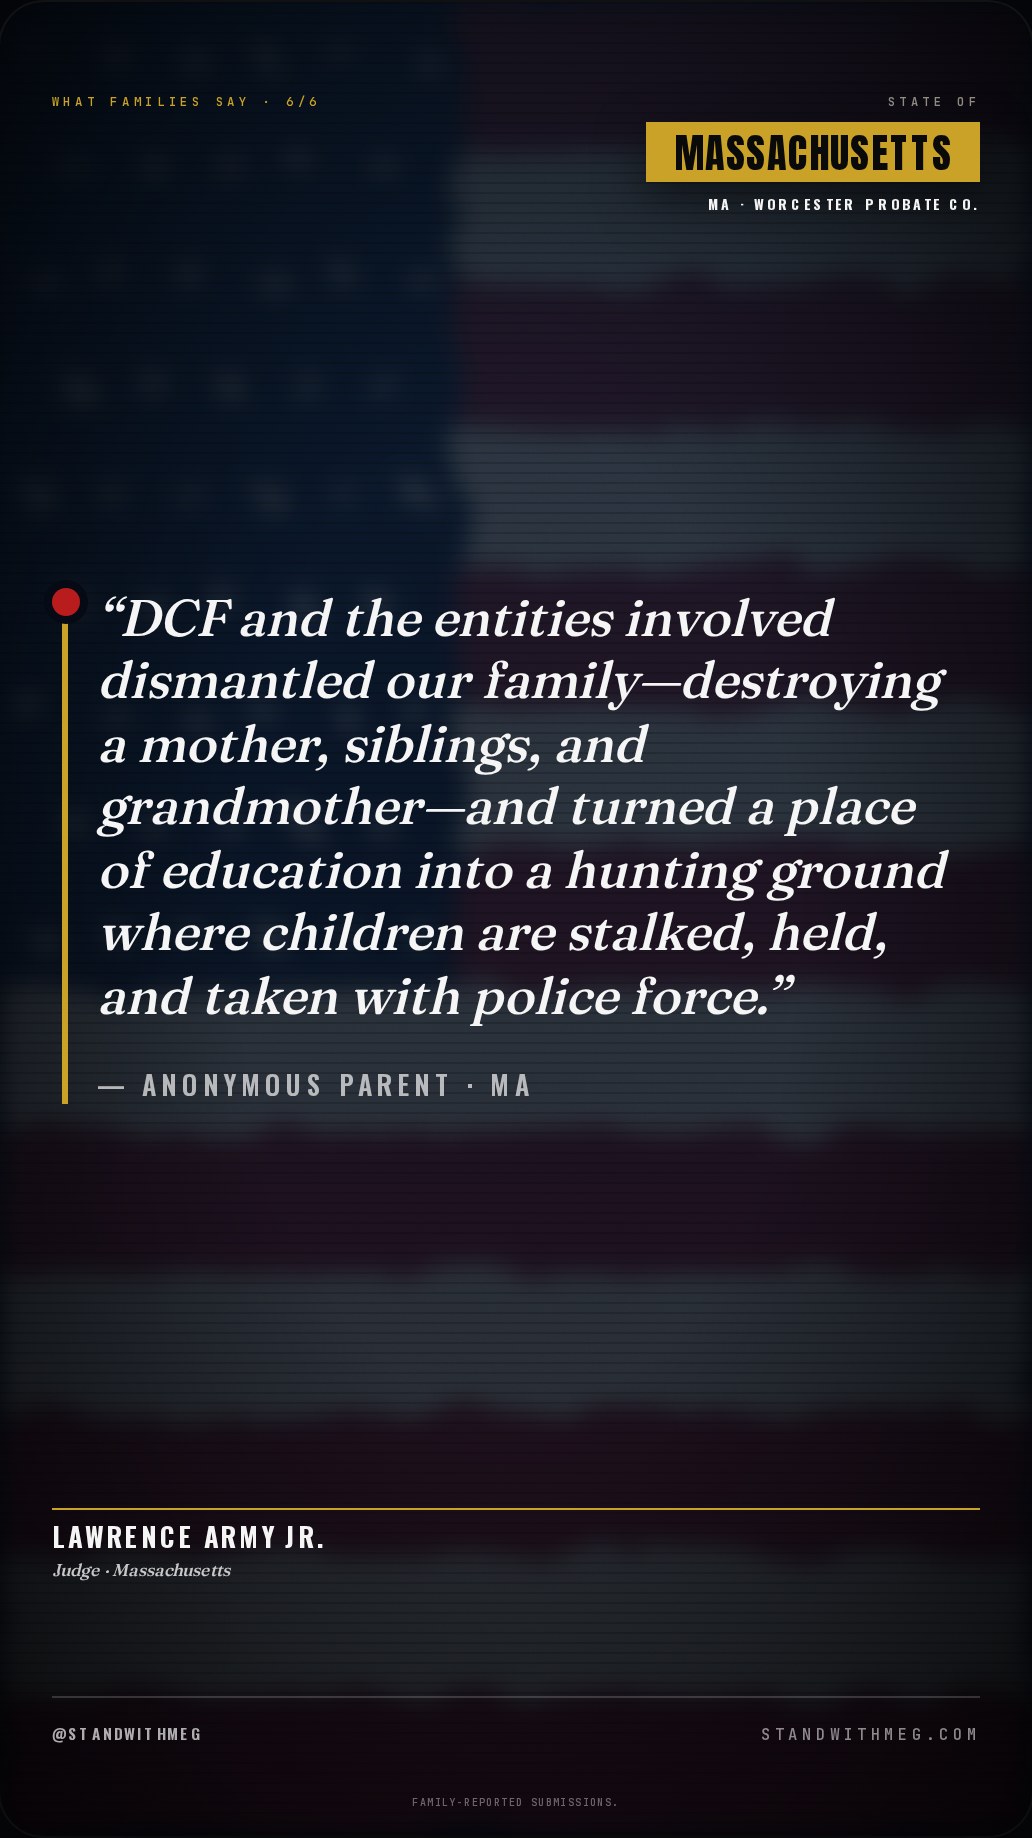 WHAT FAMILIES SAY · 6/6
STATE OF
MASSACHUSETTS
MA · WORCESTER PROBATE CO.
“DCF and the entities involved
dismantled our family—destroying
a mother, siblings, and
grandmother—and turned a place
of education into a hunting ground
where children are stalked, held,
and taken with police force.”
— ANONYMOUS PARENT · MA
LAWRENCE ARMY JR.
Judge · Massachusetts
@STANDWITHMEG
STANDWITHMEG.COM
FAMILY-REPORTED SUBMISSIONS.